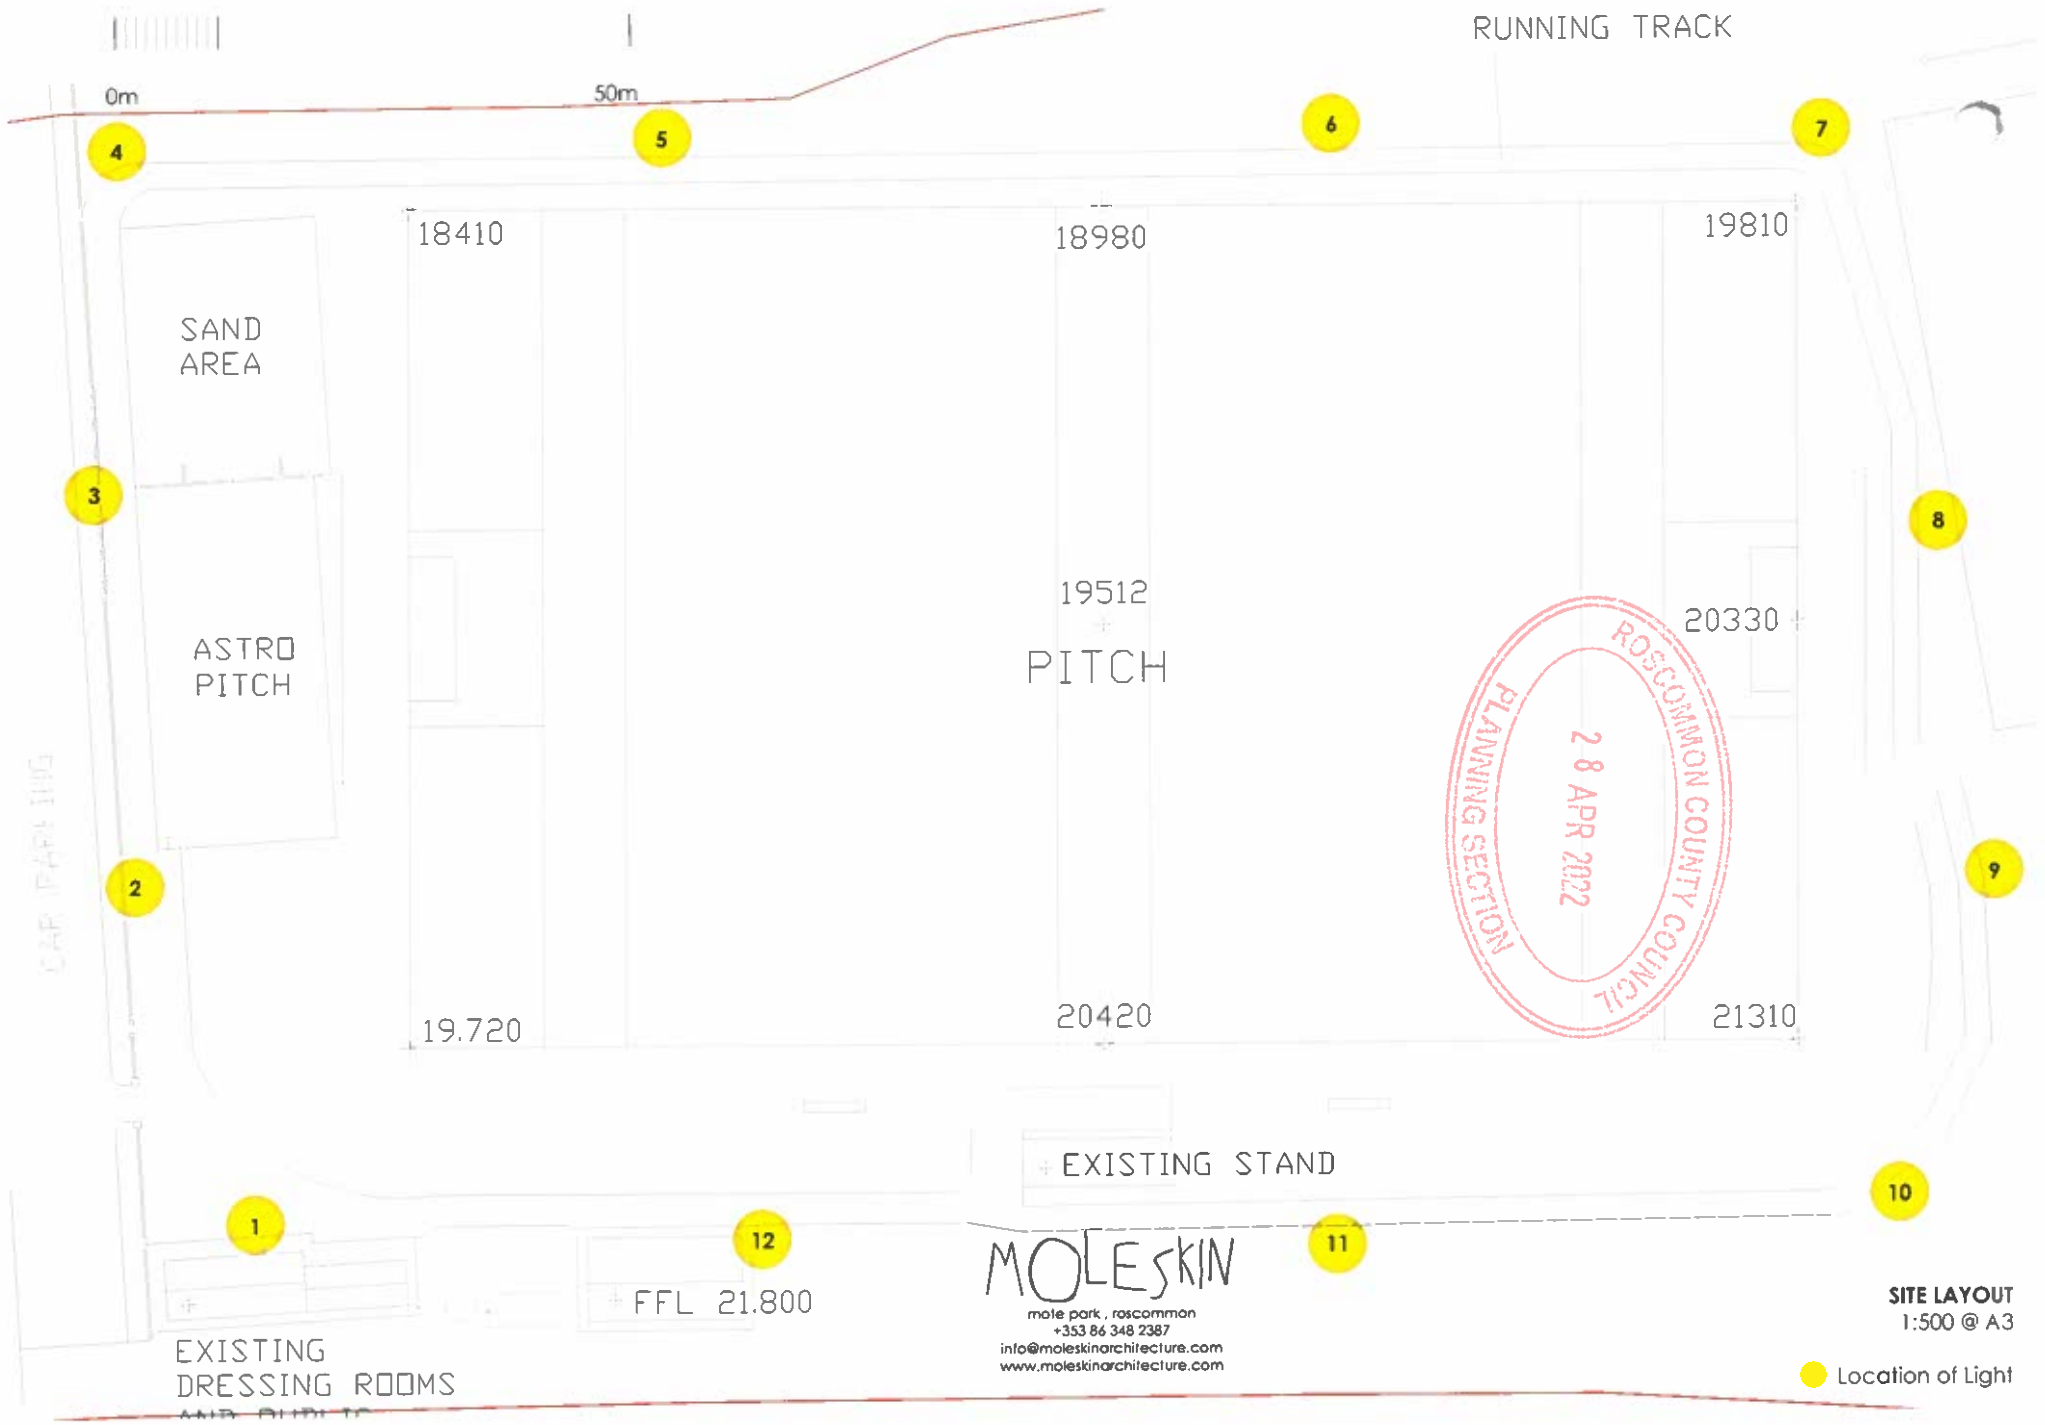 RUNNING TRACK
0m
50m
4
5
6
7
18410
18980
19810
SAND
AREA
3
8
19512
PITCH
20330
ASTRO
PITCH
ROSCOMMON COUNTY COUNCIL
28 APR 2022
PLANNING SECTION
CAR PARKING
2
9
19.720
20420
21310
EXISTING STAND
10
1
12
11
MOLESKIN
mote park, roscommon
+353 86 348 2387
info@moleskinarchitecture.com
www.moleskinarchitecture.com
FFL 21.800
SITE LAYOUT
1:500 @ A3
Location of Light
EXISTING
DRESSING ROOMS